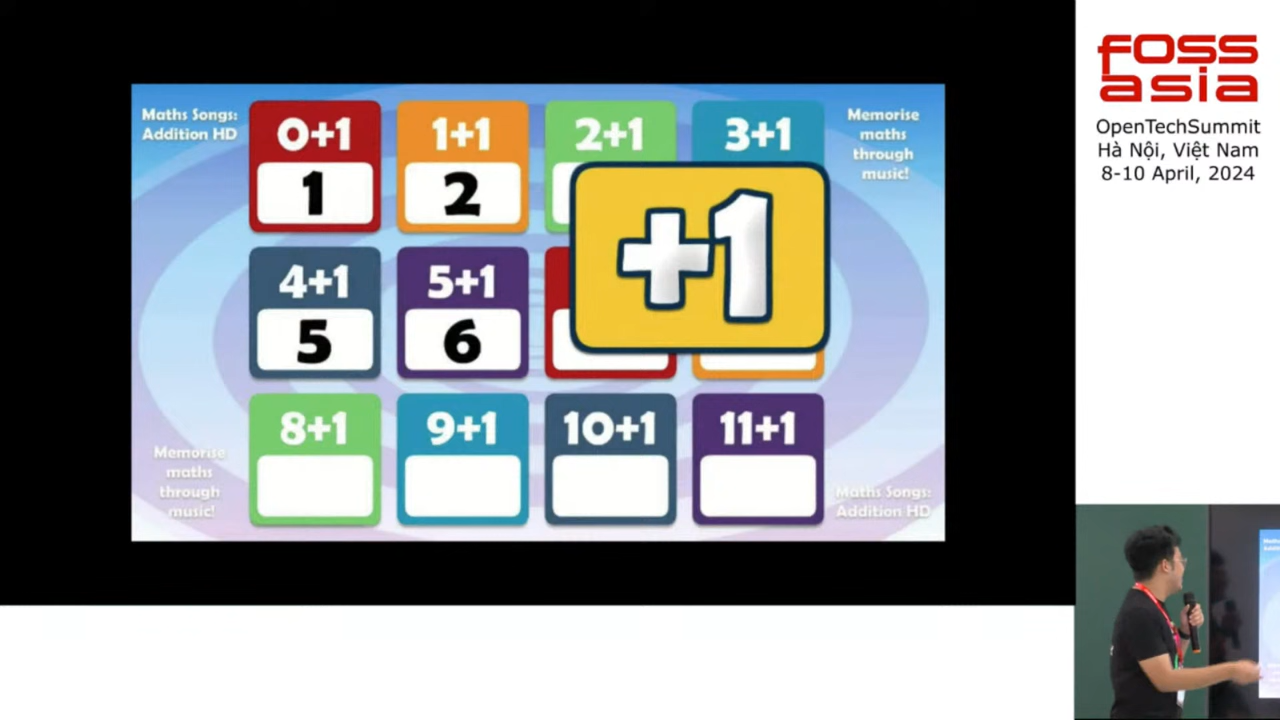 Maths Songs:
Addition HD
0+1
1
1+1
2
2+1
3+1
Memorise
maths
through
music!
+1
4+1
5
5+1
6
8+1
9+1
10+1
11+1
Memorise
maths
through
music!
Maths Songs:
Addition HD
FOSS
asia
OpenTechSummit
Hà Nội, Việt Nam
8-10 April, 2024